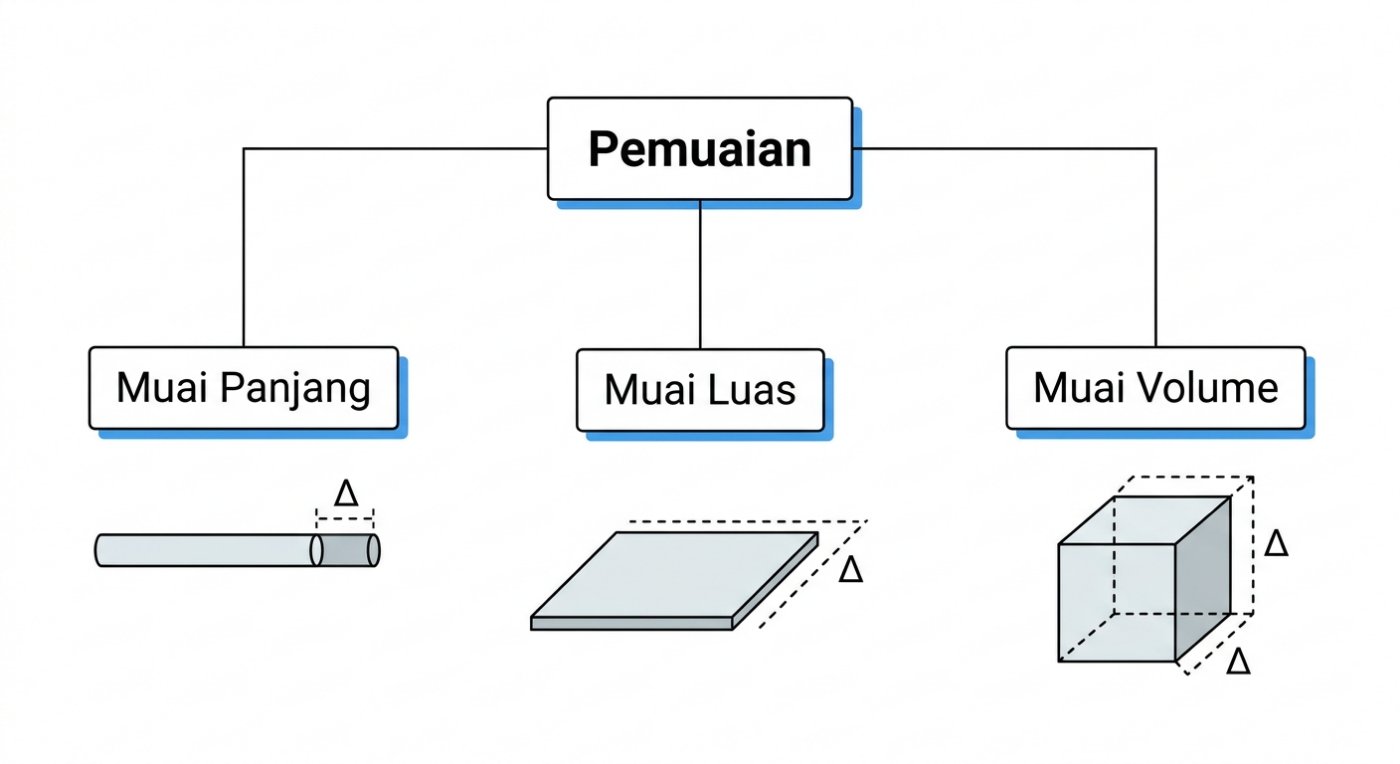 Pemuaian
Muai Panjang
Muai Luas
Muai Volume
Δ
Δ
Δ
Δ